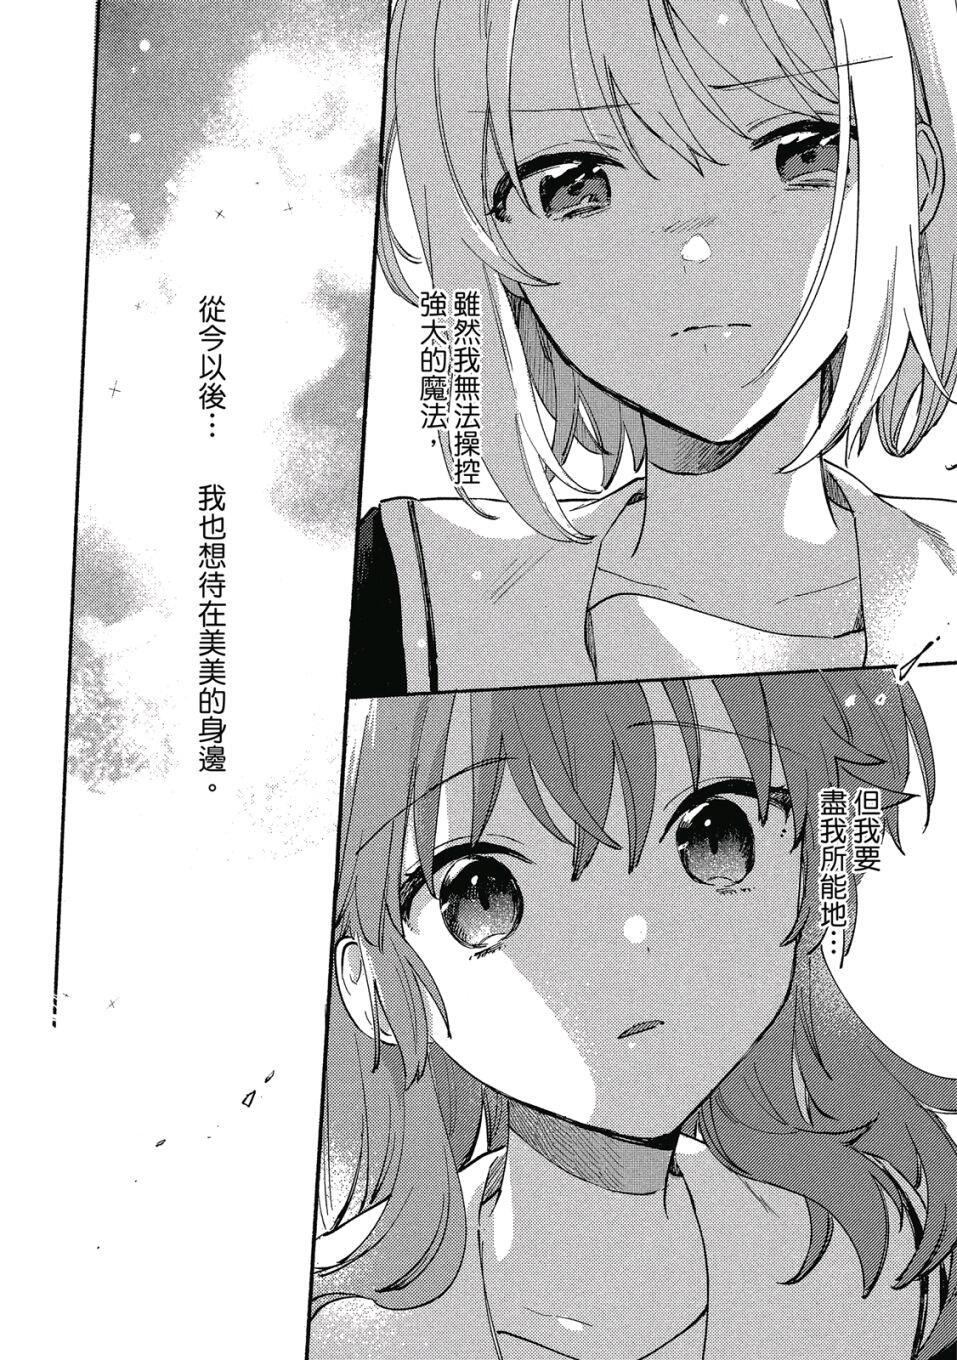 雖然我無法操控
強大的魔法，
但我要
盡我所能地…
從今以後…
我也想待在美美的身邊。